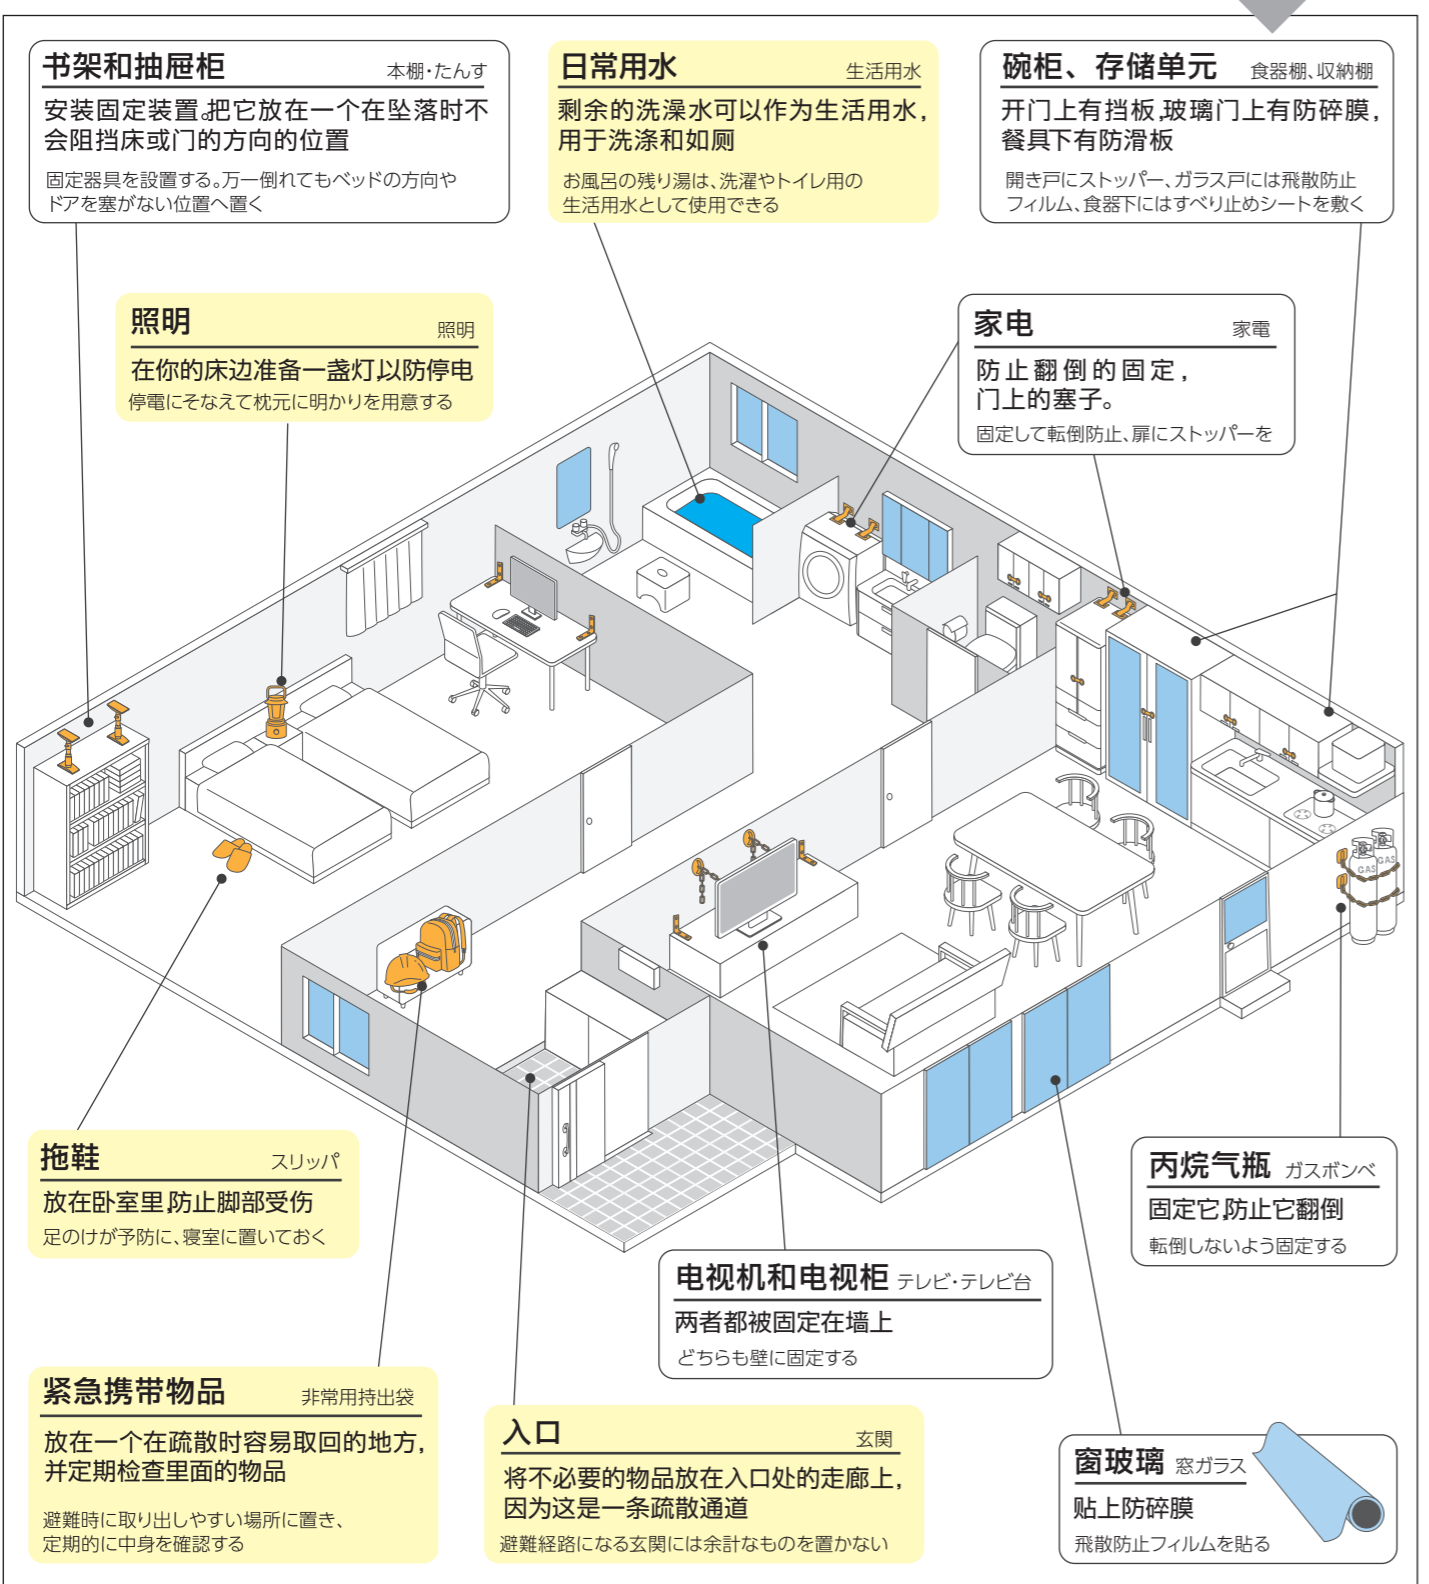 书架和抽屉柜 本棚・たんす
安装固定装置。把它放在一个在坠落时不
会阻挡床或门的方向的位置
固定器具を設置する。万一倒れてもベッドの方向や
ドアを塞がない位置へ置く
日常用水 生活用水
剩余的洗澡水可以作为生活用水，
用于洗涤和如厕
お風呂の残り湯は、洗濯やトイレ用の
生活用水として使用できる
碗柜、存储单元 食器棚、収納棚
开门上有挡板，玻璃门上有防碎膜，
餐具下有防滑板
開き戸にストッパー、ガラス戸には飛散防止
フィルム、食器下にはすべり止めシートを敷く
照明 照明
在你的床边准备一盏灯，以防停电
停電にそなえて枕元に明かりを用意する
家电 家電
防止翻倒的固定，
门上的塞子。
固定して転倒防止、扉にストッパーを
GAS
GAS
拖鞋 スリッパ
放在卧室里，防止脚部受伤
足のけが予防に、寝室に置いておく
丙烷气瓶 ガスボンベ
固定它，防止它翻倒
転倒しないよう固定する
电视机和电视柜 テレビ・テレビ台
两者都被固定在墙上
どちらも壁に固定する
紧急携带物品 非常用持出袋
放在一个在疏散时容易取回的地方，
并定期检查里面的物品
避難時に取り出しやすい場所に置き、
定期的に中身を確認する
入口 玄関
将不必要的物品放在入口处的走廊上，
因为这是一条疏散通道
避難経路になる玄関には余計なものを置かない
窗玻璃 窓ガラス
贴上防碎膜
飛散防止フィルムを貼る